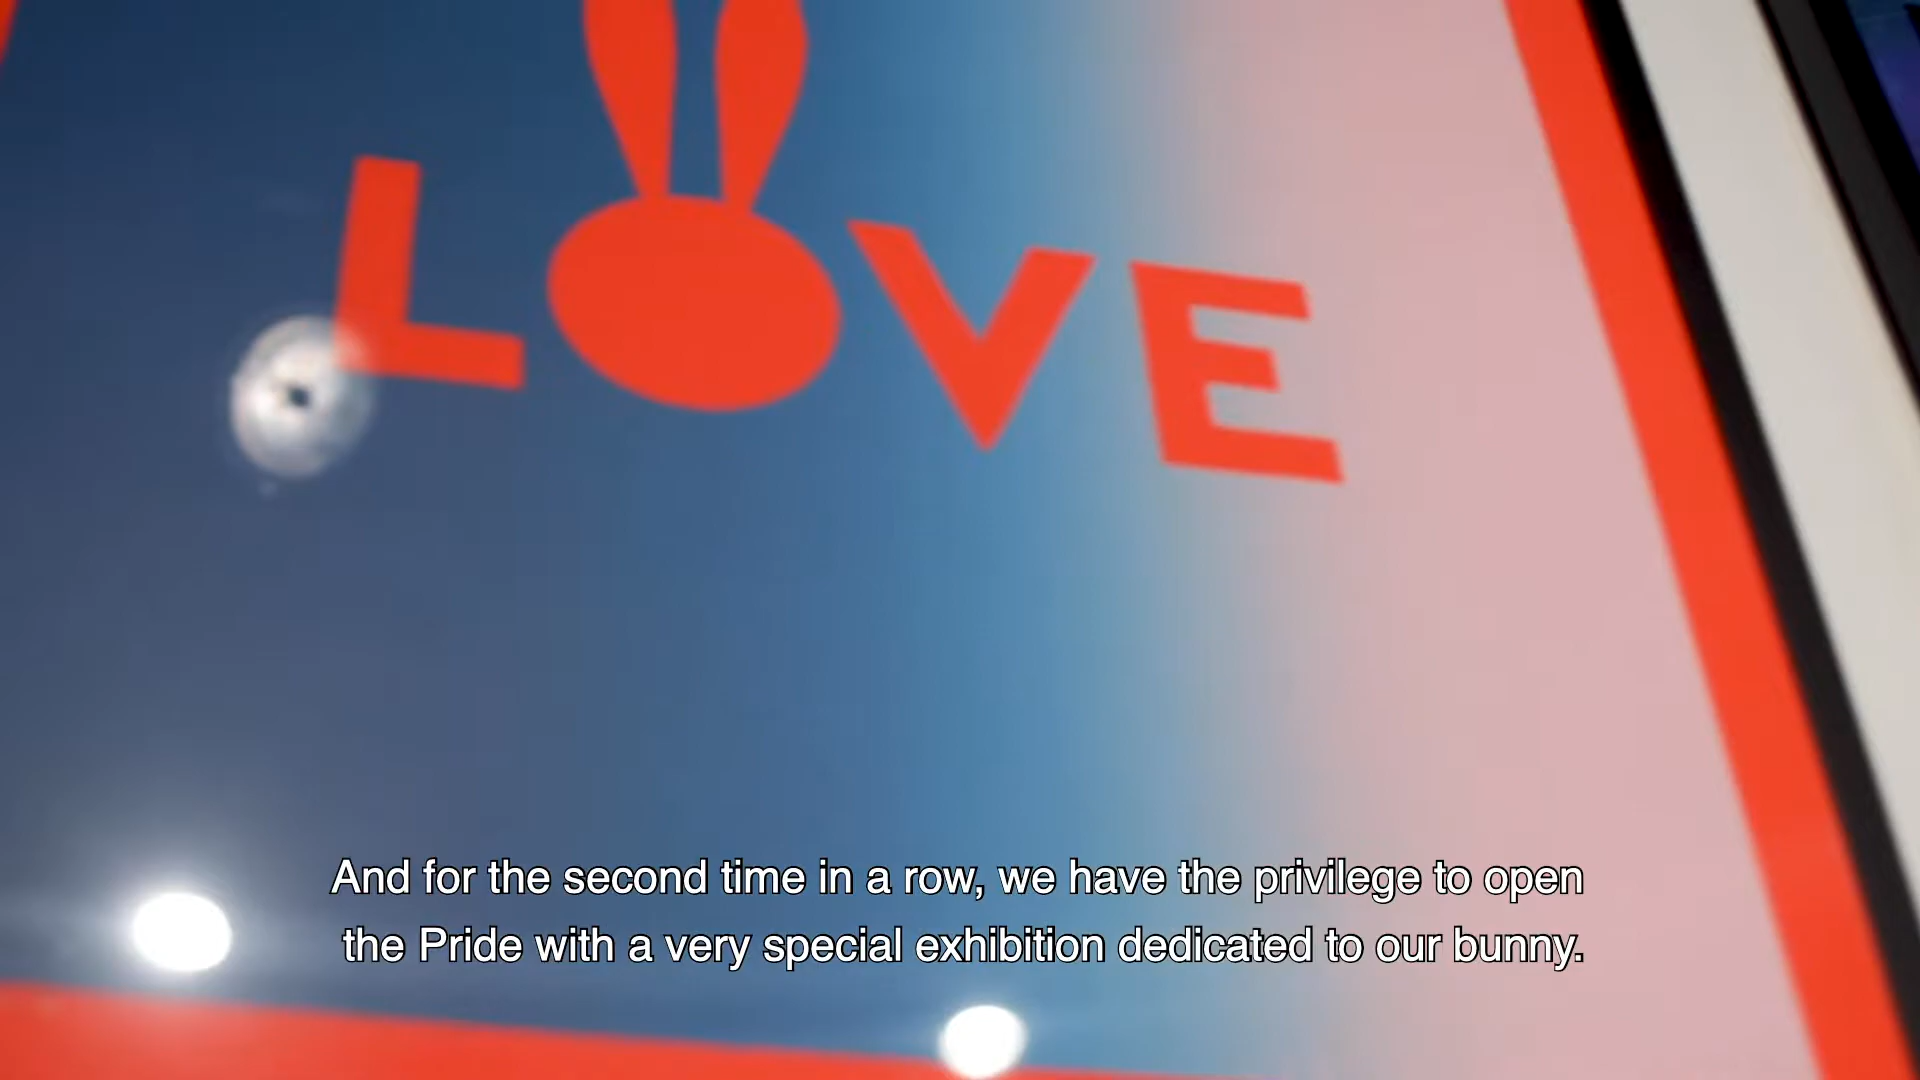 LOVE
And for the second time in a row, we have the privilege to open
the Pride with a very special exhibition dedicated to our bunny.